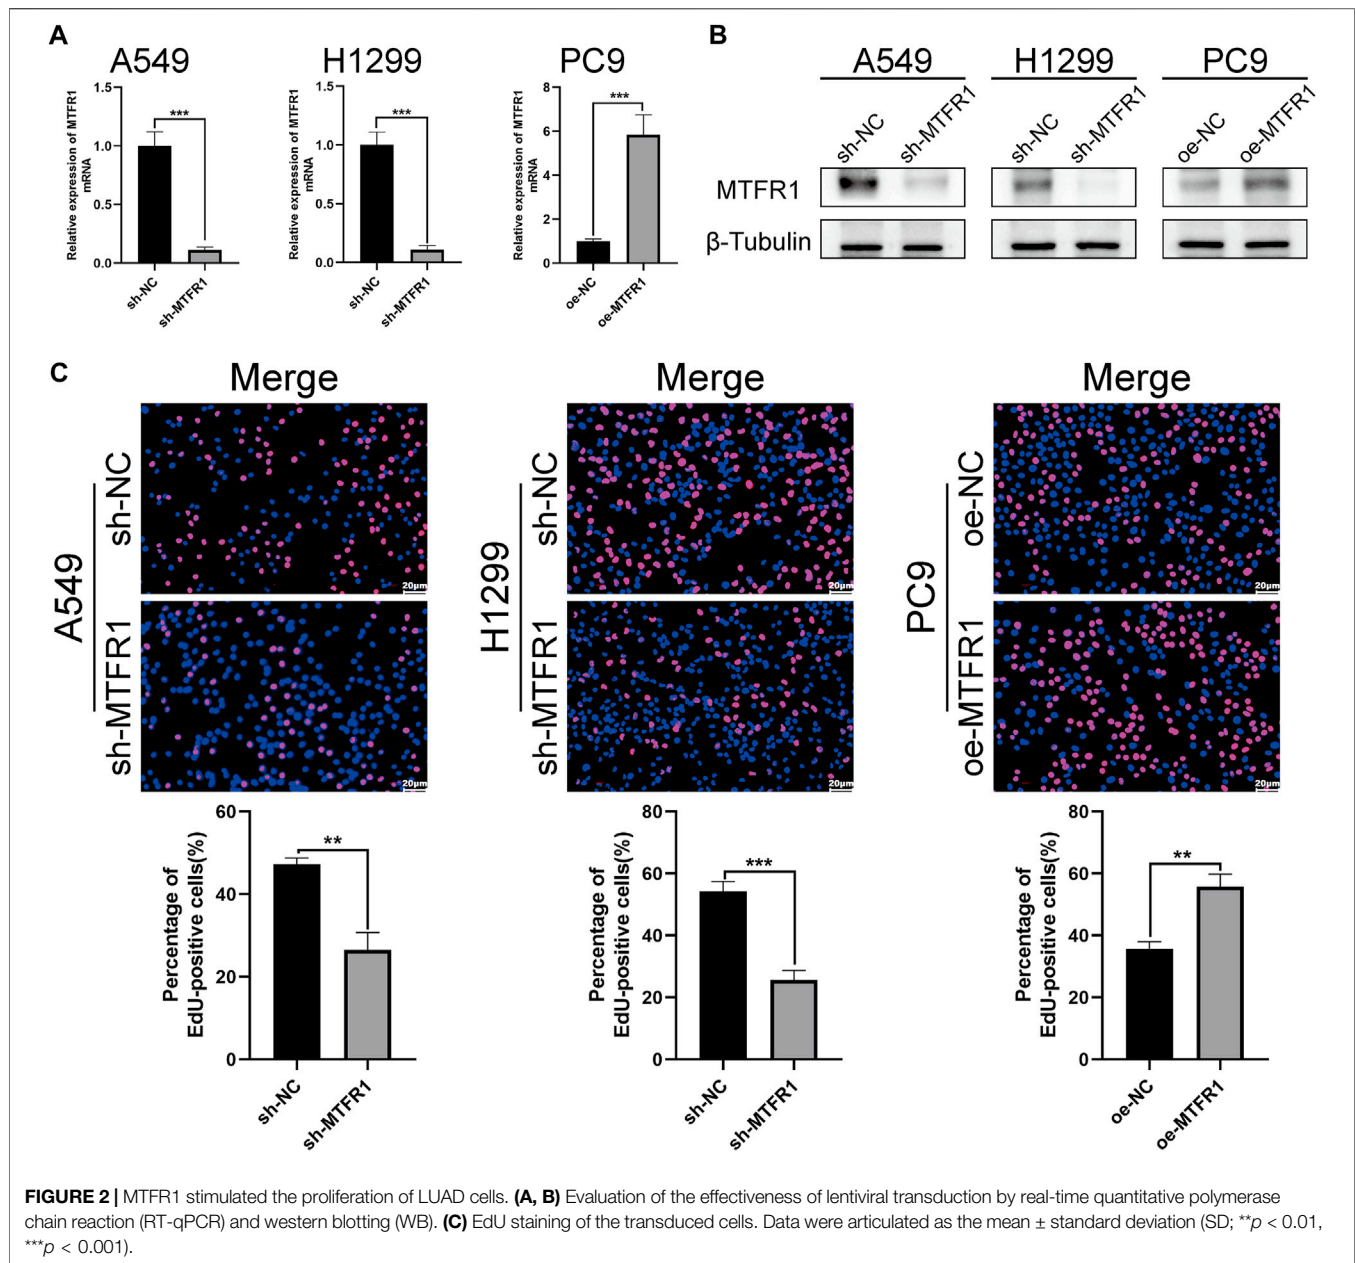 A
A549
H1299
PC9
Relative expression of MTFR1
mRNA
1.5
1.0
0.5
0.0
***
sh-NC
sh-MTFR1
Relative expression of MTFR1
mRNA
1.5
1.0
0.5
0.0
***
sh-NC
sh-MTFR1
Relative expression of MTFR1
mRNA
8
6
4
2
0
***
oe-NC
oe-MTFR1
B
A549
H1299
PC9
sh-NC
sh-MTFR1
sh-NC
sh-MTFR1
oe-NC
oe-MTFR1
MTFR1
β-Tubulin
C
Merge
Merge
Merge
A549
sh-NC
20μm
sh-MTFR1
20μm
H1299
sh-NC
20μm
sh-MTFR1
20μm
PC9
oe-NC
20μm
oe-MTFR1
20μm
Percentage of
EdU-positive cells(%)
60
40
20
0
**
sh-NC
sh-MTFR1
Percentage of
EdU-positive cells(%)
80
60
40
20
0
***
sh-NC
sh-MTFR1
Percentage of
EdU-positive cells(%)
80
60
40
20
0
**
oe-NC
oe-MTFR1
FIGURE 2 | MTFR1 stimulated the proliferation of LUAD cells. (A, B) Evaluation of the effectiveness of lentiviral transduction by real-time quantitative polymerase
chain reaction (RT-qPCR) and western blotting (WB). (C) EdU staining of the transduced cells. Data were articulated as the mean ± standard deviation (SD; **p < 0.01,
***p < 0.001).